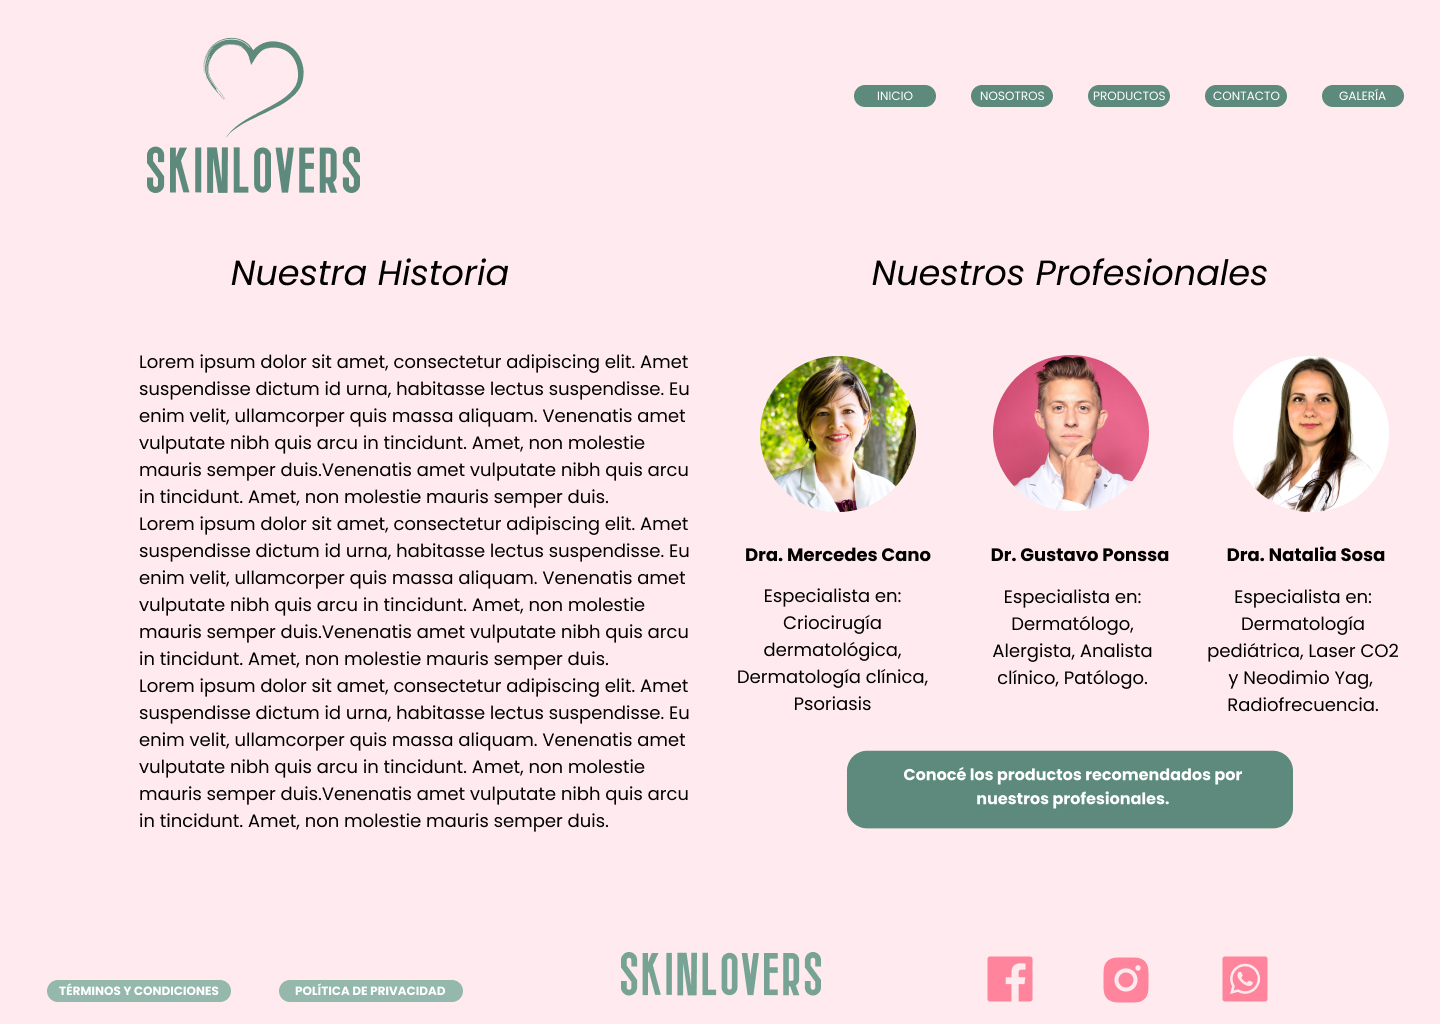 SKINLOVERS
INICIO
NOSOTROS
PRODUCTOS
CONTACTO
GALERÍA
Nuestra Historia
Lorem ipsum dolor sit amet, consectetur adipiscing elit. Amet
suspendisse dictum id urna, habitasse lectus suspendisse. Eu
enim velit, ullamcorper quis massa aliquam. Venenatis amet
vulputate nibh quis arcu in tincidunt. Amet, non molestie
mauris semper duis.Venenatis amet vulputate nibh quis arcu
in tincidunt. Amet, non molestie mauris semper duis.
Lorem ipsum dolor sit amet, consectetur adipiscing elit. Amet
suspendisse dictum id urna, habitasse lectus suspendisse. Eu
enim velit, ullamcorper quis massa aliquam. Venenatis amet
vulputate nibh quis arcu in tincidunt. Amet, non molestie
mauris semper duis.Venenatis amet vulputate nibh quis arcu
in tincidunt. Amet, non molestie mauris semper duis.
Lorem ipsum dolor sit amet, consectetur adipiscing elit. Amet
suspendisse dictum id urna, habitasse lectus suspendisse. Eu
enim velit, ullamcorper quis massa aliquam. Venenatis amet
vulputate nibh quis arcu in tincidunt. Amet, non molestie
mauris semper duis.Venenatis amet vulputate nibh quis arcu
in tincidunt. Amet, non molestie mauris semper duis.
Nuestros Profesionales
Dra. Mercedes Cano
Especialista en:
Criocirugía
dermatológica,
Dermatología clínica,
Psoriasis
Dr. Gustavo Ponssa
Especialista en:
Dermatólogo,
Alergista, Analista
clínico, Patólogo.
Dra. Natalia Sosa
Especialista en:
Dermatología
pediátrica, Laser CO2
y Neodimio Yag,
Radiofrecuencia.
Conocé los productos recomendados por
nuestros profesionales.
TÉRMINOS Y CONDICIONES
POLÍTICA DE PRIVACIDAD
SKINLOVERS